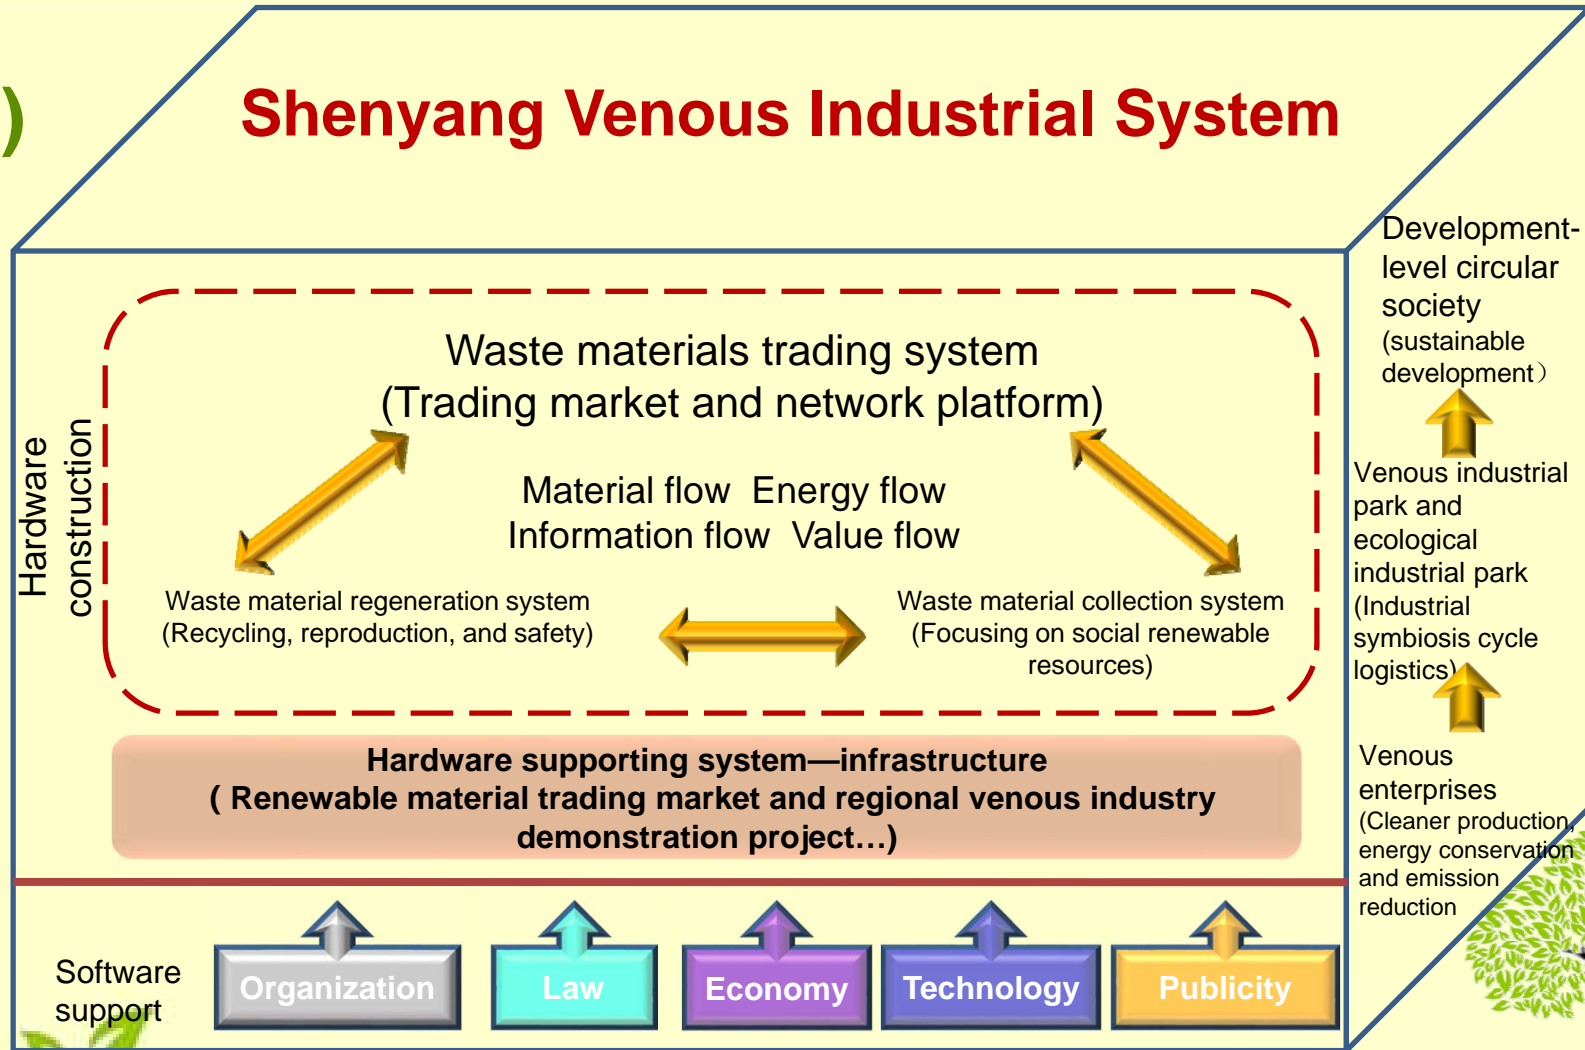 )
Shenyang Venous Industrial System
Hardware
construction
Waste materials trading system
(Trading market and network platform)
Material flow  Energy flow
Information flow  Value flow
Waste material regeneration system
(Recycling, reproduction, and safety)
Waste material collection system
(Focusing on social renewable
resources)
Hardware supporting system—infrastructure
( Renewable material trading market and regional venous industry
demonstration project…)
Software
support
Organization
Law
Economy
Technology
Publicity
Development-
level circular
society
(sustainable
development）
Venous industrial
park and
ecological
industrial park
(Industrial
symbiosis cycle
logistics)
Venous
enterprises
(Cleaner production,
energy conservation
and emission
reduction